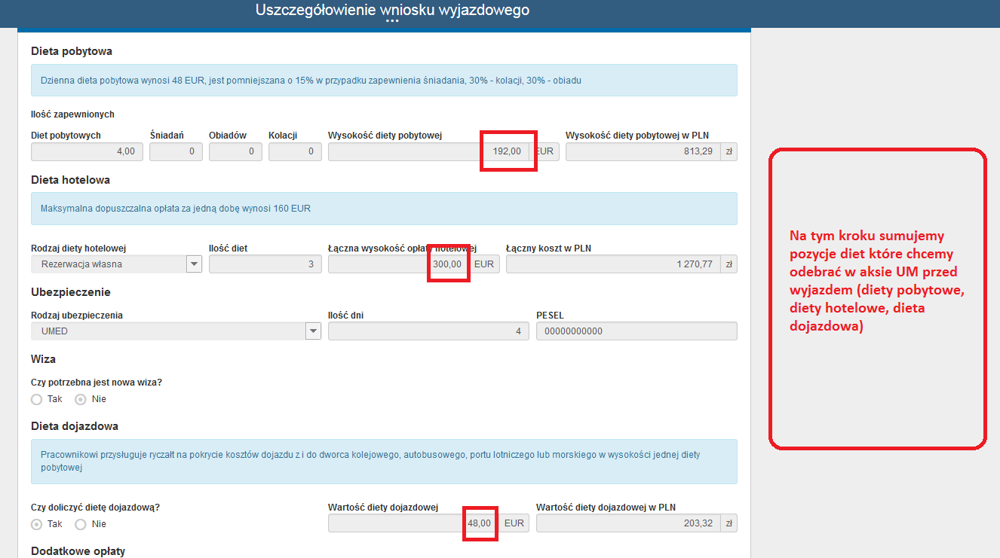 Uszczegółowienie wniosku wyjazdowego
...
Dieta pobytowa
Dzienna dieta pobytowa wynosi 48 EUR, jest pomniejszana o 15% w przypadku zapewnienia śniadania, 30% - kolacji, 30% - obiadu
Ilość zapewnionych
Diet pobytowych Śniadań Obiadów Kolacji Wysokość diety pobytowej Wysokość diety pobytowej w PLN
4,00 0 0 0 192,00 EUR 813,29 zł
Dieta hotelowa
Maksymalna dopuszczalna opłata za jedną dobę wynosi 160 EUR
Rodzaj diety hotelowej Ilość diet Łączna wysokość opłaty hotelowej Łączny koszt w PLN
Rezerwacja własna 3 300,00 EUR 1 270,77 zł
Ubezpieczenie
Rodzaj ubezpieczenia Ilość dni PESEL
UMED 4 00000000000
Wiza
Czy potrzebna jest nowa wiza?
Tak Nie
Dieta dojazdowa
Pracownikowi przysługuje ryczałt na pokrycie kosztów dojazdu z i do dworca kolejowego, autobusowego, portu lotniczego lub morskiego w wysokości jednej diety
pobytowej
Czy doliczyć dietę dojazdową? Wartość diety dojazdowej Wartość diety dojazdowej w PLN
Tak Nie 48,00 EUR 203,32 zł
Dodatkowe opłaty
Na tym kroku sumujemy
pozycje diet które chcemy
odebrać w aksie UM przed
wyjazdem (diety pobytowe,
diety hotelowe, dieta
dojazdowa)